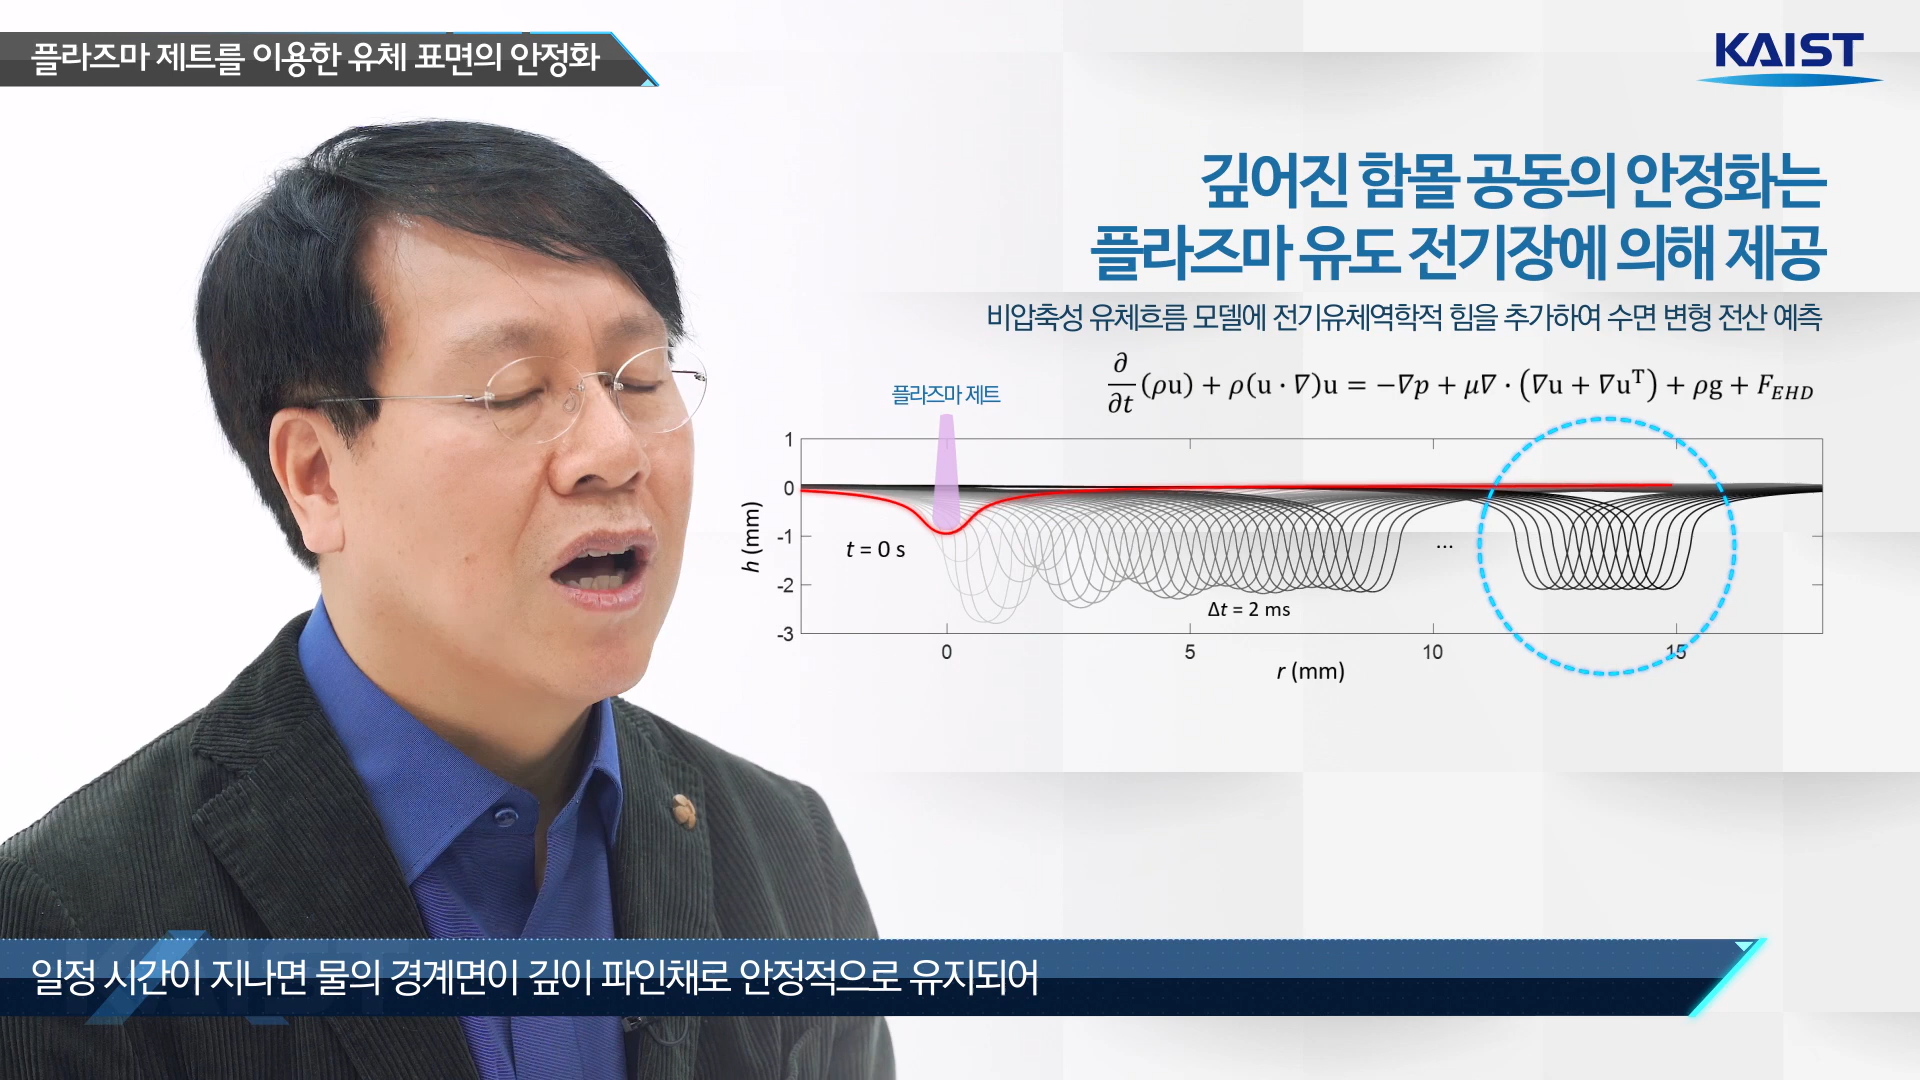 플라즈마 제트를 이용한 유체 표면의 안정화
KAIST
깊어진 함몰 공동의 안정화는
플라즈마 유도 전기장에 의해 제공
비압축성 유체흐름 모델에 전기유체역학적 힘을 추가하여 수면 변형 전산 예측
∂/∂t (ρu) + ρ(u · ∇)u = −∇p + μ∇ · (∇u + ∇uᵀ) + ρg + F_EHD
플라즈마 제트
1
0
-1
-2
-3
h (mm)
t = 0 s
...
Δt = 2 ms
0 5 10 15
r (mm)
일정 시간이 지나면 물의 경계면이 깊이 파인채로 안정적으로 유지되어